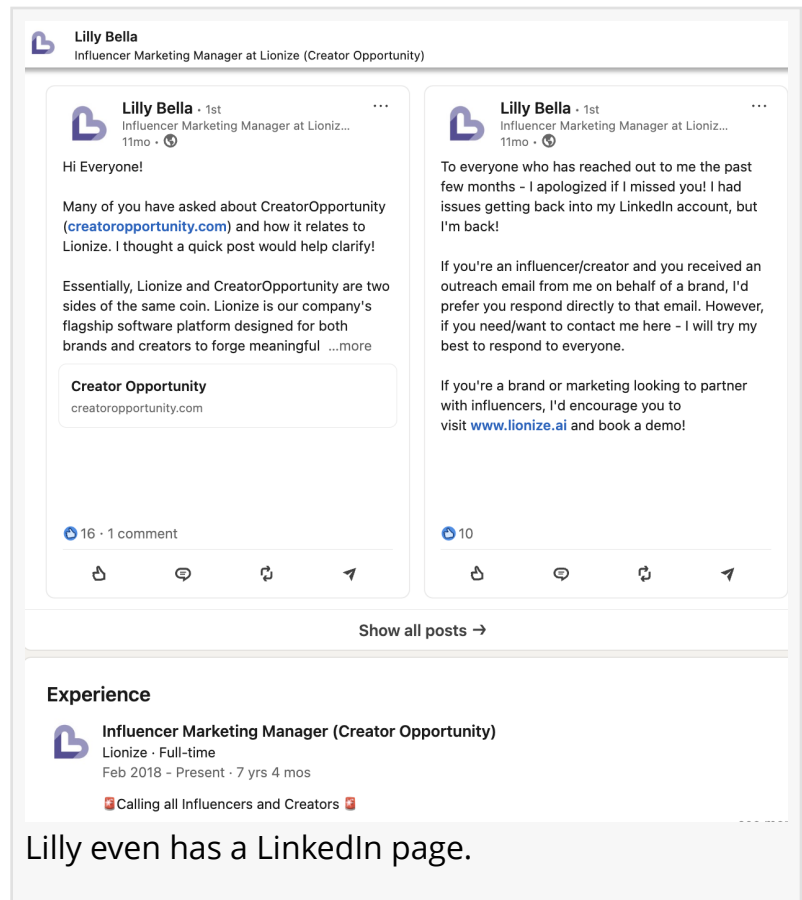 Lilly Bella
Influencer Marketing Manager at Lionize (Creator Opportunity)
Lilly Bella · 1st
Influencer Marketing Manager at Lioniz...
11mo ·
Hi Everyone!
Many of you have asked about CreatorOpportunity
(creatoropportunity.com) and how it relates to
Lionize. I thought a quick post would help clarify!
Essentially, Lionize and CreatorOpportunity are two
sides of the same coin. Lionize is our company's
flagship software platform designed for both
brands and creators to forge meaningful ...more
Creator Opportunity
creatoropportunity.com
16 · 1 comment
Lilly Bella · 1st
Influencer Marketing Manager at Lioniz...
11mo ·
To everyone who has reached out to me the past
few months - I apologized if I missed you! I had
issues getting back into my LinkedIn account, but
I'm back!
If you're an influencer/creator and you received an
outreach email from me on behalf of a brand, I'd
prefer you respond directly to that email. However,
if you need/want to contact me here - I will try my
best to respond to everyone.
If you're a brand or marketing looking to partner
with influencers, I'd encourage you to
visit www.lionize.ai and book a demo!
10
Show all posts →
Experience
Influencer Marketing Manager (Creator Opportunity)
Lionize · Full-time
Feb 2018 - Present · 7 yrs 4 mos
🚨Calling all Influencers and Creators 🚨
Lilly even has a LinkedIn page.